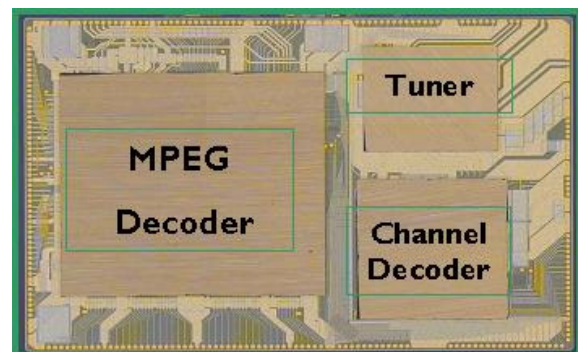 MPEG
Decoder
Tuner
Channel
Decoder